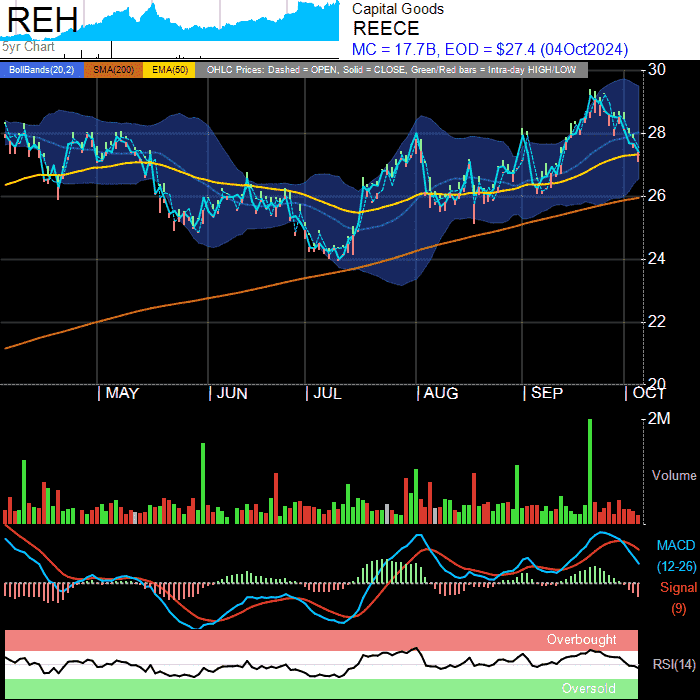 REH
5yr Chart
Capital Goods
REECE
MC = 17.7B, EOD = $27.4 (04Oct2024)
BollBands(20,2) SMA(200) EMA(50) OHLC Prices: Dashed = OPEN, Solid = CLOSE, Green/Red bars = Intra-day HIGH/LOW
30
28
26
24
22
20
MAY JUN JUL AUG SEP OCT
2M
Volume
MACD
(12-26)
Signal
(9)
Overbought
RSI(14)
Oversold